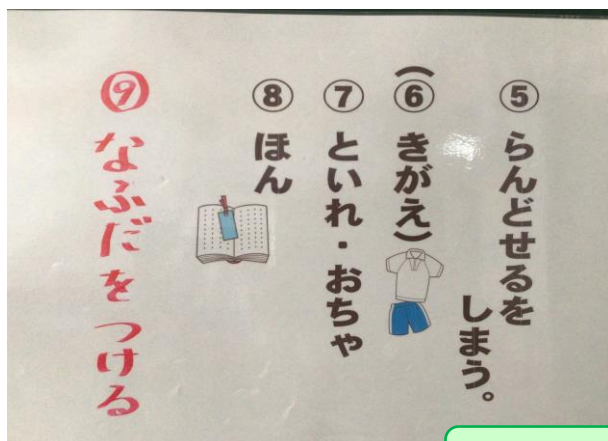 ⑤ らんどせるを
しまう。
(⑥ きがえ)
⑦ といれ・おちゃ
⑧ ほん
⑨ なふだをつける